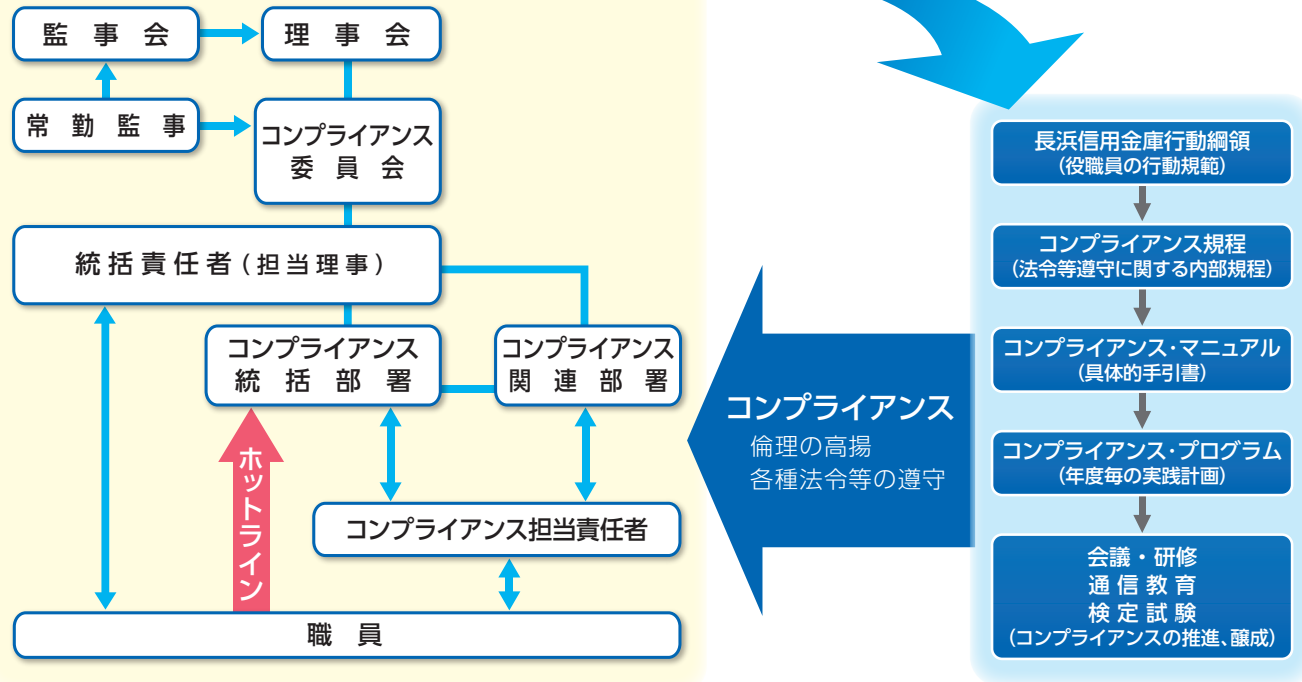 監事会
理事会
常勤監事
コンプライアンス
委員会
統括責任者(担当理事)
コンプライアンス
統括部署
コンプライアンス
関連部署
ホットライン
コンプライアンス担当責任者
職員
コンプライアンス
倫理の高揚
各種法令等の遵守
長浜信用金庫行動綱領
(役職員の行動規範)
コンプライアンス規程
(法令等遵守に関する内部規程)
コンプライアンス・マニュアル
(具体的手引書)
コンプライアンス・プログラム
(年度毎の実践計画)
会議・研修
通信教育
検定試験
(コンプライアンスの推進、醸成)